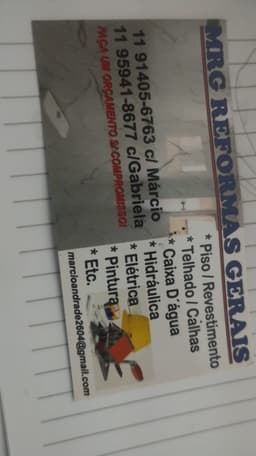 MRG REFORMAS GERAIS
* Piso / Revestimento
* Telhado / Calhas
* Caixa D´água
* Hidráulica
* Elétrica
* Pintura
* Etc.
11 91405-6763 c/ Márcio
11 95941-8677 c/Gabriela
FAÇA UM ORÇAMENTO S/ COMPROMISSO!
marcioandrade2604@gmail.com